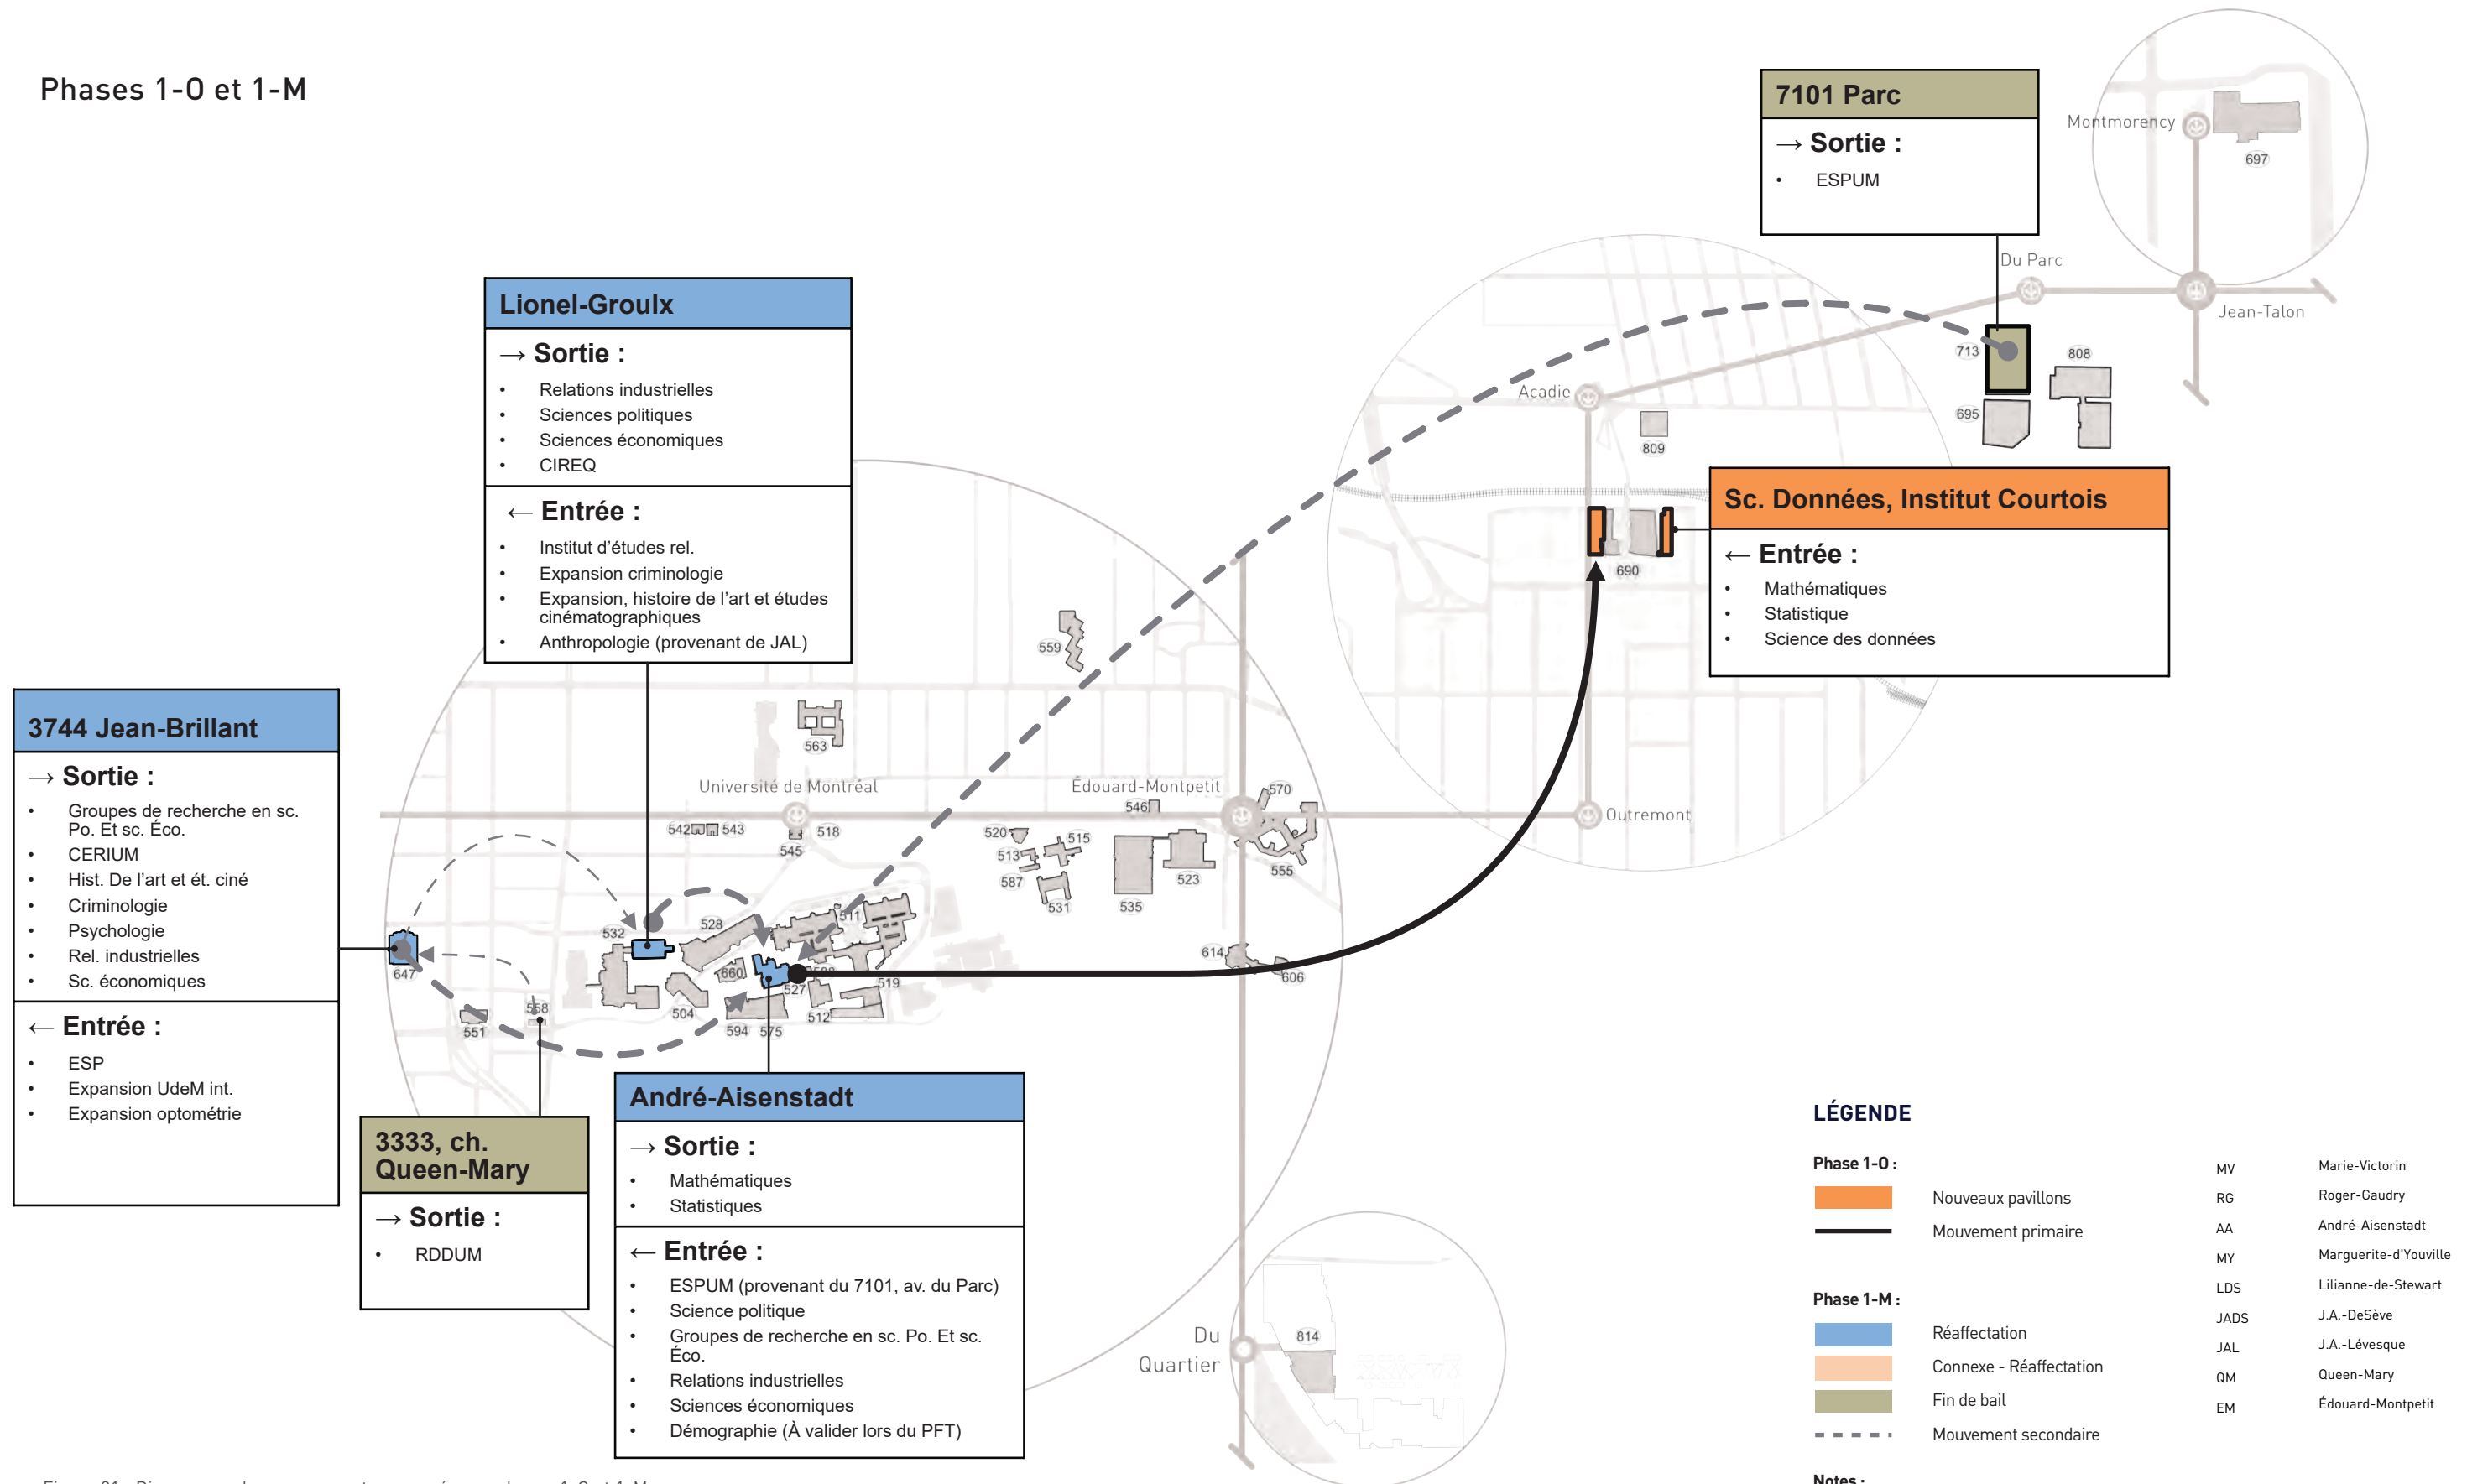 Phases 1-O et 1-M
7101 Parc
→ Sortie :
• ESPUM
Montmorency
697
Du Parc
Jean-Talon
713
808
695
Acadie
809
Lionel-Groulx
→ Sortie :
• Relations industrielles
• Sciences politiques
• Sciences économiques
• CIREQ
← Entrée :
• Institut d'études rel.
• Expansion criminologie
• Expansion, histoire de l'art et études
cinématographiques
• Anthropologie (provenant de JAL)
Sc. Données, Institut Courtois
← Entrée :
• Mathématiques
• Statistique
• Science des données
690
Outremont
3744 Jean-Brillant
→ Sortie :
• Groupes de recherche en sc.
Po. Et sc. Éco.
• CERIUM
• Hist. De l'art et ét. ciné
• Criminologie
• Psychologie
• Rel. industrielles
• Sc. économiques
← Entrée :
• ESP
• Expansion UdeM int.
• Expansion optométrie
559
563
Université de Montréal
Édouard-Montpetit
546
570
542
543
518
545
520
515
513
587
531
535
523
555
532
528
511
647
660
527
519
614
606
551
558
504
594
575
512
3333, ch.
Queen-Mary
→ Sortie :
• RDDUM
André-Aisenstadt
→ Sortie :
• Mathématiques
• Statistiques
← Entrée :
• ESPUM (provenant du 7101, av. du Parc)
• Science politique
• Groupes de recherche en sc. Po. Et sc.
Éco.
• Relations industrielles
• Sciences économiques
• Démographie (À valider lors du PFT)
Du
Quartier
814
LÉGENDE
Phase 1-O :
Nouveaux pavillons
Mouvement primaire
Phase 1-M :
Réaffectation
Connexe - Réaffectation
Fin de bail
Mouvement secondaire
MV Marie-Victorin
RG Roger-Gaudry
AA André-Aisenstadt
MY Marguerite-d'Youville
LDS Lilianne-de-Stewart
JADS J.A.-DeSève
JAL J.A.-Lévesque
QM Queen-Mary
EM Édouard-Montpetit
Notes :